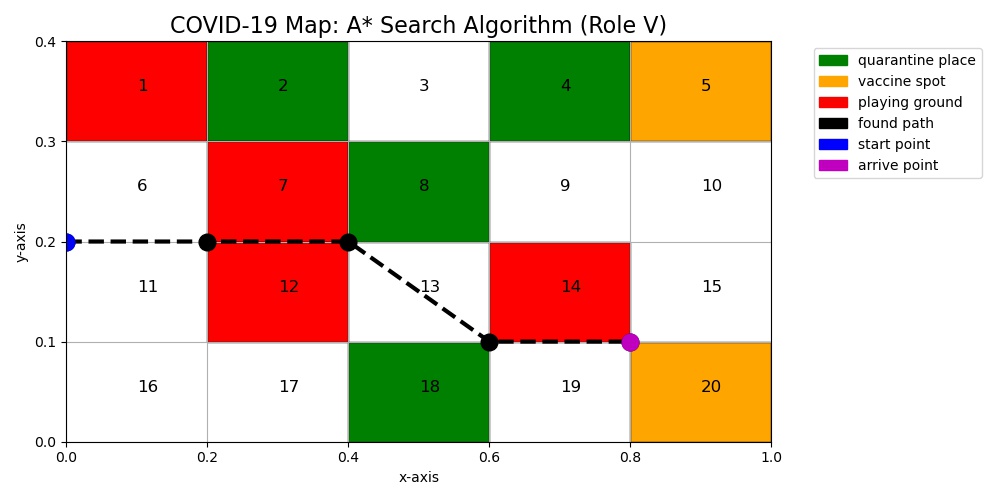 COVID-19 Map: A* Search Algorithm (Role V)
0.4
1 2 3 4 5
0.3
6 7 8 9 10
0.2
11 12 13 14 15
0.1
16 17 18 19 20
0.0
0.0 0.2 0.4 0.6 0.8 1.0
x-axis
y-axis
quarantine place
vaccine spot
playing ground
found path
start point
arrive point